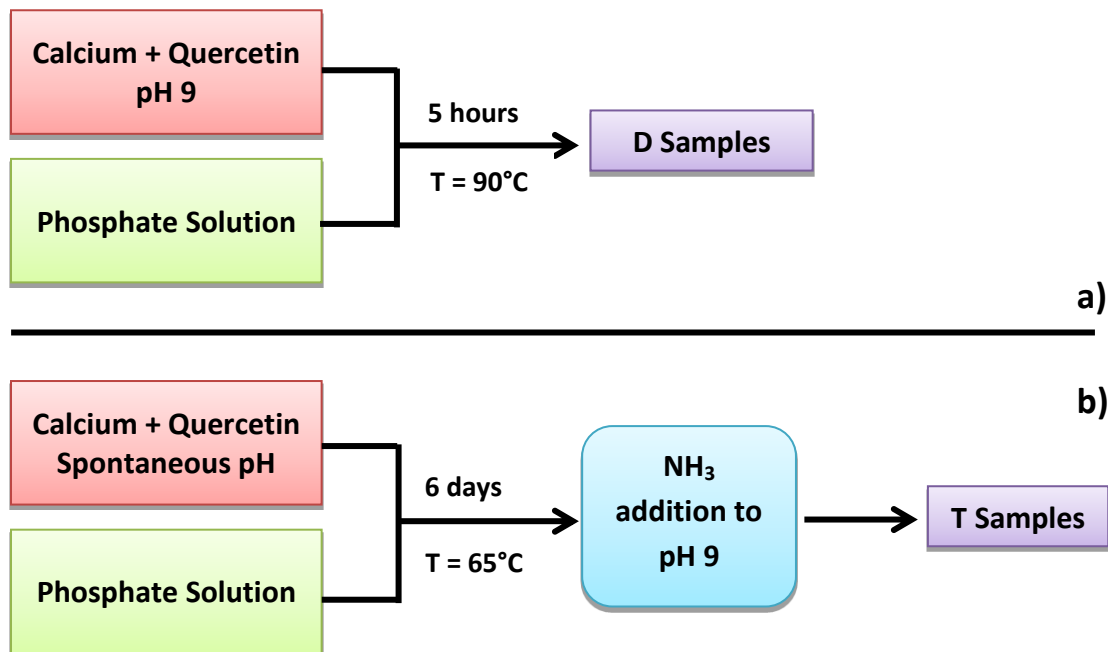 Calcium + Quercetin
pH 9
Phosphate Solution
5 hours
T = 90°C
D Samples
a)
b)
Calcium + Quercetin
Spontaneous pH
Phosphate Solution
6 days
T = 65°C
NH₃
addition to
pH 9
T Samples